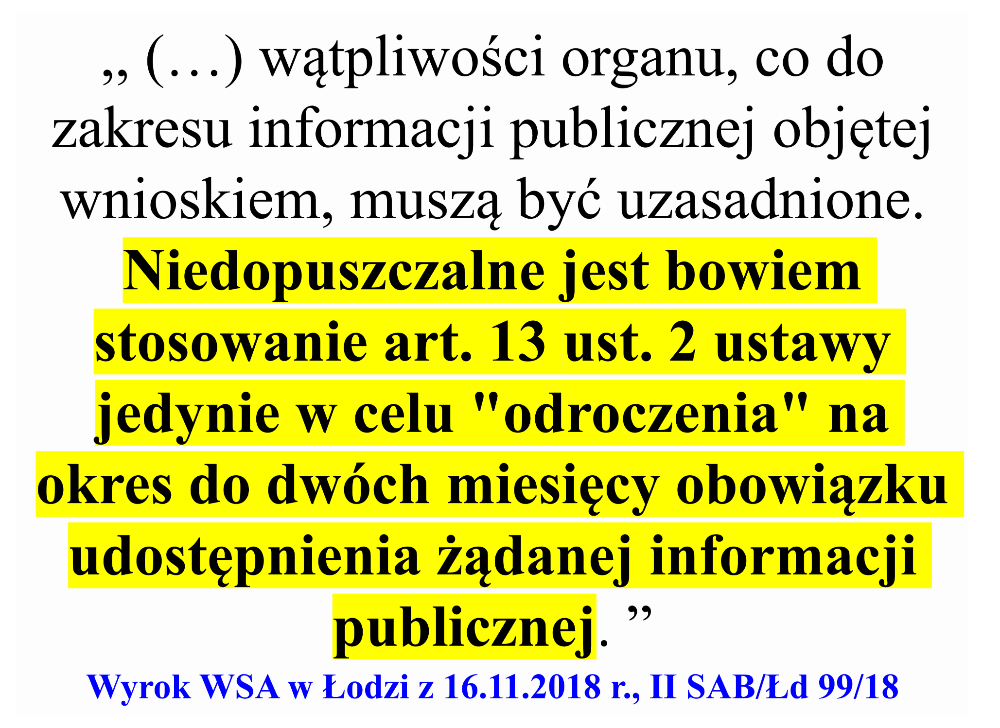 ,, (…) wątpliwości organu, co do
zakresu informacji publicznej objętej
wnioskiem, muszą być uzasadnione.
Niedopuszczalne jest bowiem
stosowanie art. 13 ust. 2 ustawy
jedynie w celu "odroczenia" na
okres do dwóch miesięcy obowiązku
udostępnienia żądanej informacji
publicznej. ”
Wyrok WSA w Łodzi z 16.11.2018 r., II SAB/Łd 99/18